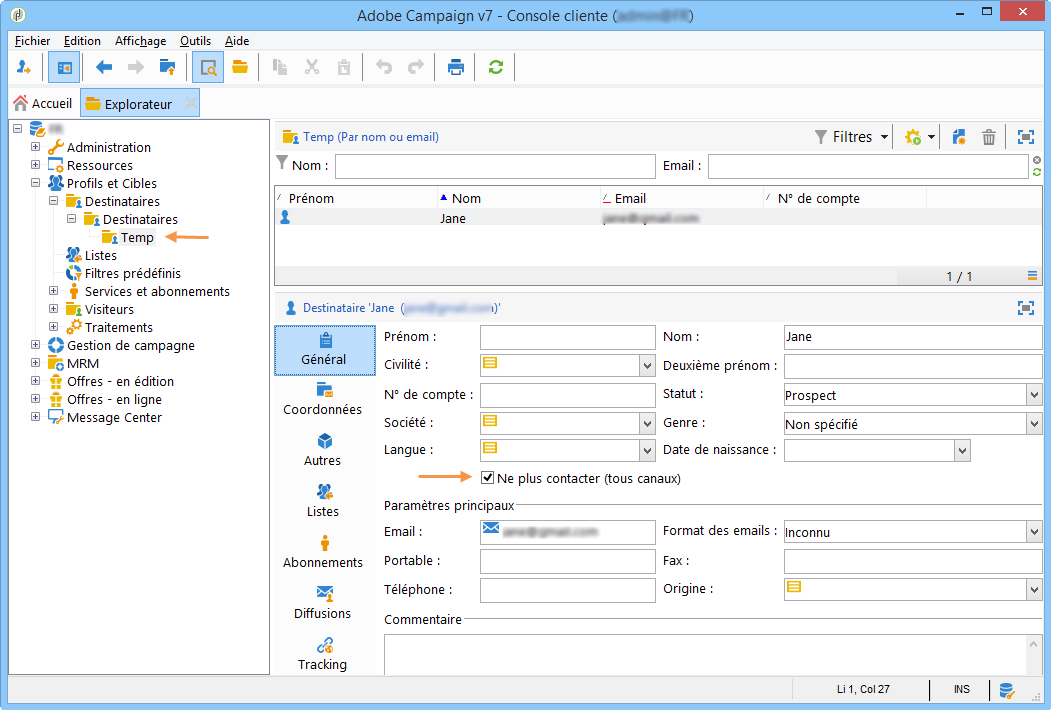 Adobe Campaign v7 - Console cliente (
Fichier Edition Affichage Outils Aide
Accueil Explorateur
Administration
Ressources
Profils et Cibles
Destinataires
Destinataires
Temp
Listes
Filtres prédéfinis
Services et abonnements
Visiteurs
Traitements
Gestion de campagne
MRM
Offres - en édition
Offres - en ligne
Message Center
Temp (Par nom ou email) Filtres
Nom : Email :
Prénom Nom Email N° de compte
Jane
1 / 1
Destinataire 'Jane ( )'
Général
Coordonnées
Autres
Listes
Abonnements
Diffusions
Tracking
Prénom : Nom : Jane
Civilité : Deuxième prénom :
N° de compte : Statut : Prospect
Société : Genre : Non spécifié
Langue : Date de naissance :
Ne plus contacter (tous canaux)
Paramètres principaux
Email : Format des emails : Inconnu
Portable : Fax :
Téléphone : Origine :
Commentaire
Li 1, Col 27 INS